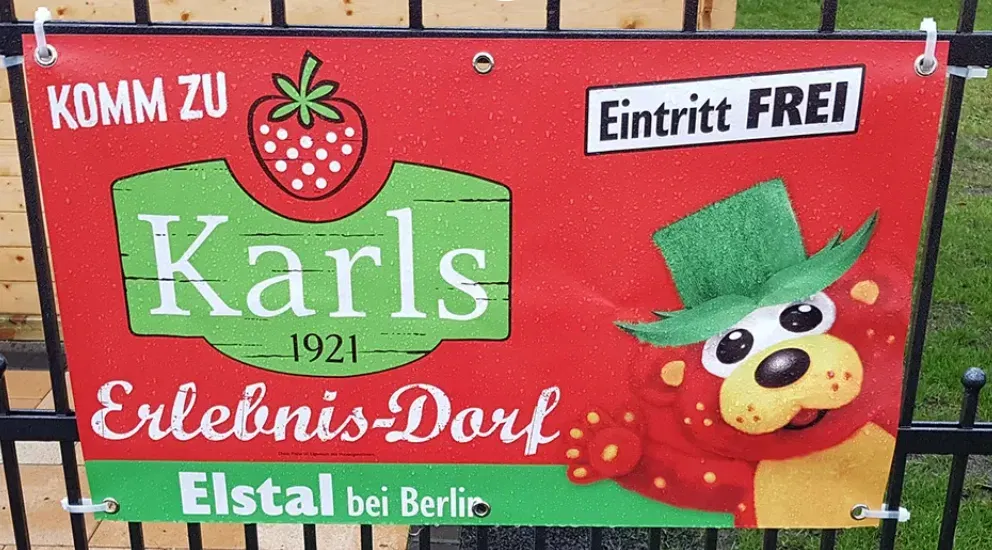 KOMM ZU
Eintritt FREI
Karls
1921
Erlebnis-Dorf
Elstal bei Berlin